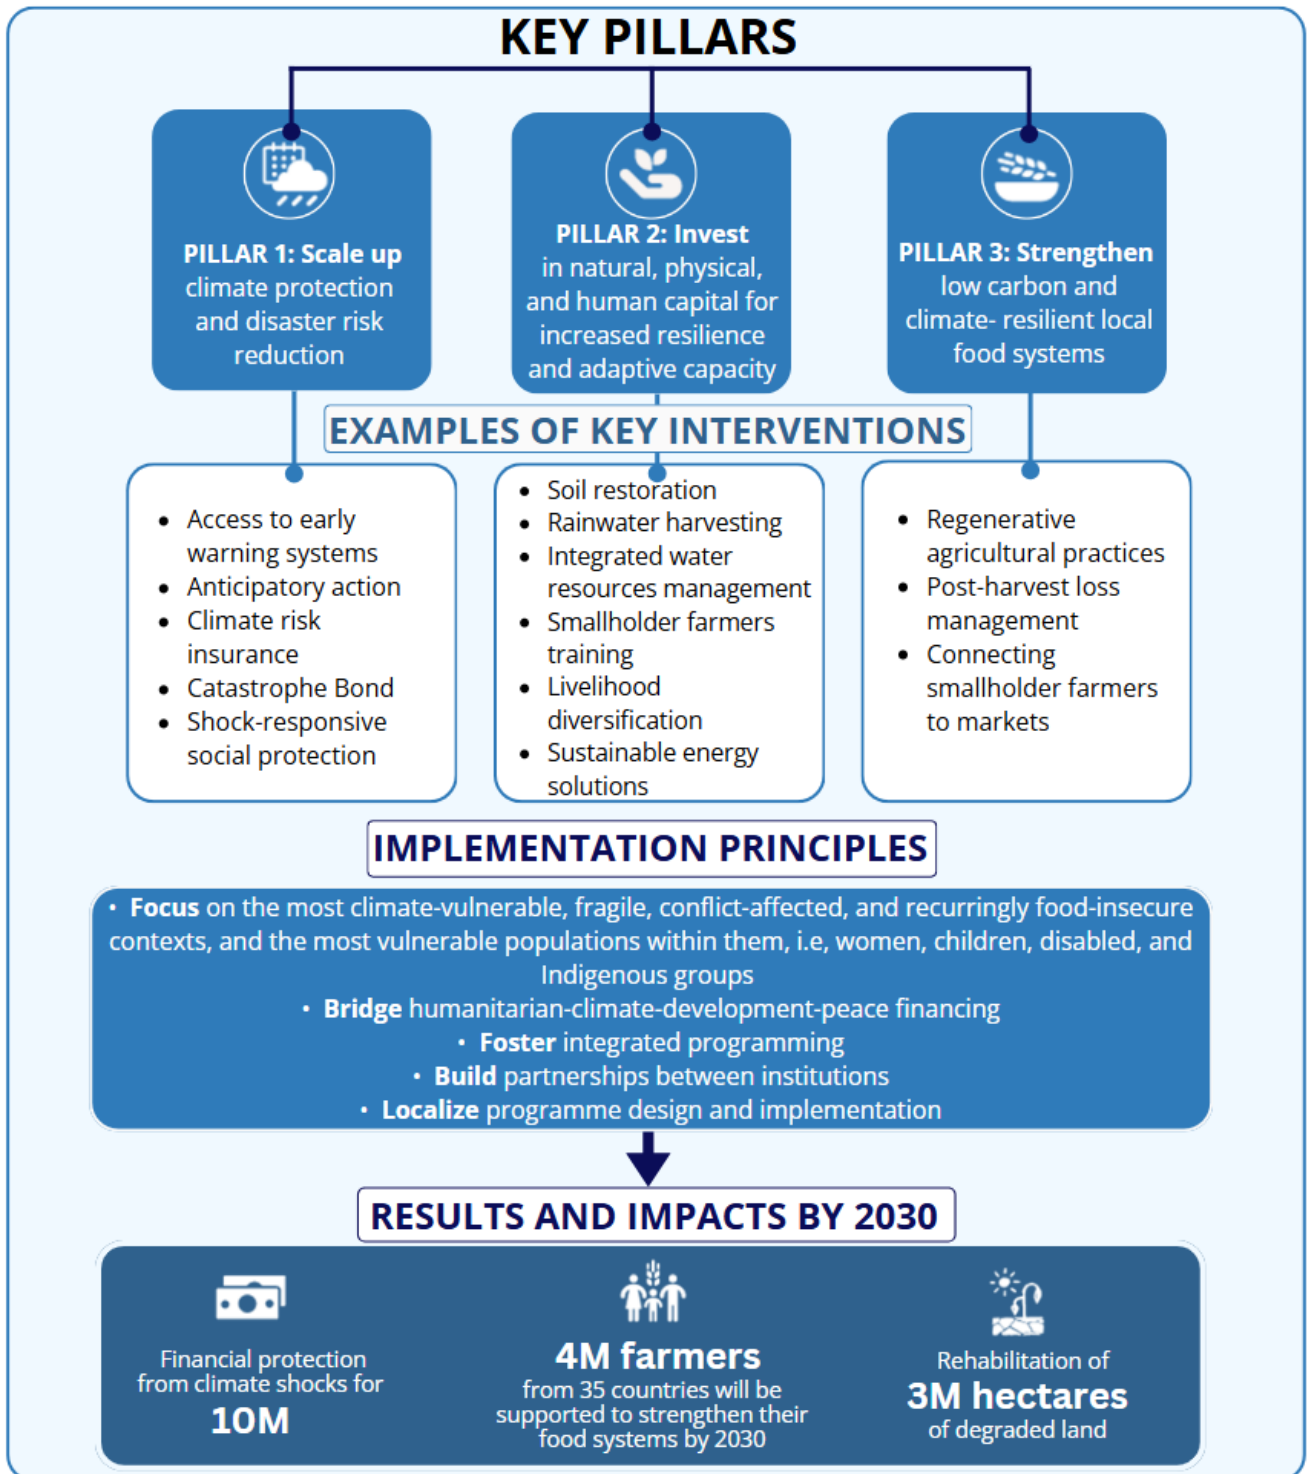 KEY PILLARS
PILLAR 1: Scale up
climate protection
and disaster risk
reduction
PILLAR 2: Invest
in natural, physical,
and human capital for
increased resilience
and adaptive capacity
PILLAR 3: Strengthen
low carbon and
climate- resilient local
food systems
EXAMPLES OF KEY INTERVENTIONS
• Access to early
warning systems
• Anticipatory action
• Climate risk
insurance
• Catastrophe Bond
• Shock-responsive
social protection
• Soil restoration
• Rainwater harvesting
• Integrated water
resources management
• Smallholder farmers
training
• Livelihood
diversification
• Sustainable energy
solutions
• Regenerative
agricultural practices
• Post-harvest loss
management
• Connecting
smallholder farmers
to markets
IMPLEMENTATION PRINCIPLES
• Focus on the most climate-vulnerable, fragile, conflict-affected, and recurringly food-insecure
contexts, and the most vulnerable populations within them, i.e, women, children, disabled, and
Indigenous groups
• Bridge humanitarian-climate-development-peace financing
• Foster integrated programming
• Build partnerships between institutions
• Localize programme design and implementation
RESULTS AND IMPACTS BY 2030
Financial protection
from climate shocks for
10M
4M farmers
from 35 countries will be
supported to strengthen their
food systems by 2030
Rehabilitation of
3M hectares
of degraded land